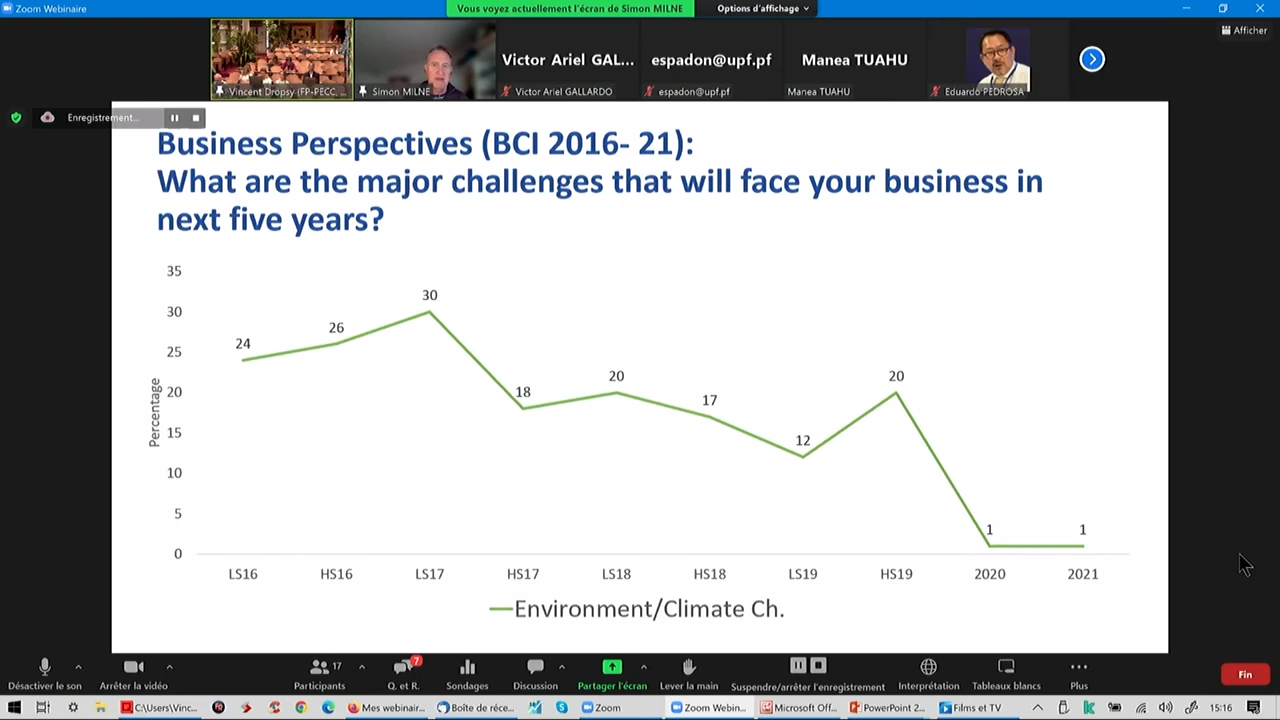 Zoom Webinaire
Vous voyez actuellement l'écran de Simon MILNE
Options d'affichage
Afficher
Victor Ariel GAL...
espadon@upf.pf
Manea TUAHU
Vincent Dropsy (FP-PECC, ...
Simon MILNE
Victor Ariel GALLARDO
espadon@upf.pf
Manea TUAHU
Eduardo PEDROSA
Enregistrement...
Business Perspectives (BCI 2016- 21):
What are the major challenges that will face your business in
next five years?
Percentage
35
30
25
20
15
10
5
0
24
26
30
18
20
17
12
20
1
1
LS16
HS16
LS17
HS17
LS18
HS18
LS19
HS19
2020
2021
Environment/Climate Ch.
17
7
Désactiver le son
Arrêter la vidéo
Participants
Q. et R.
Sondages
Discussion
Partager l'écran
Lever la main
Suspendre/arrêter l'enregistrement
Interprétation
Tableaux blancs
Plus
Fin
C:\Users\Vinc...
Mes webinair...
Boîte de réce...
Zoom
Zoom Webin...
Microsoft Off...
PowerPoint 2...
Films et TV
15:16